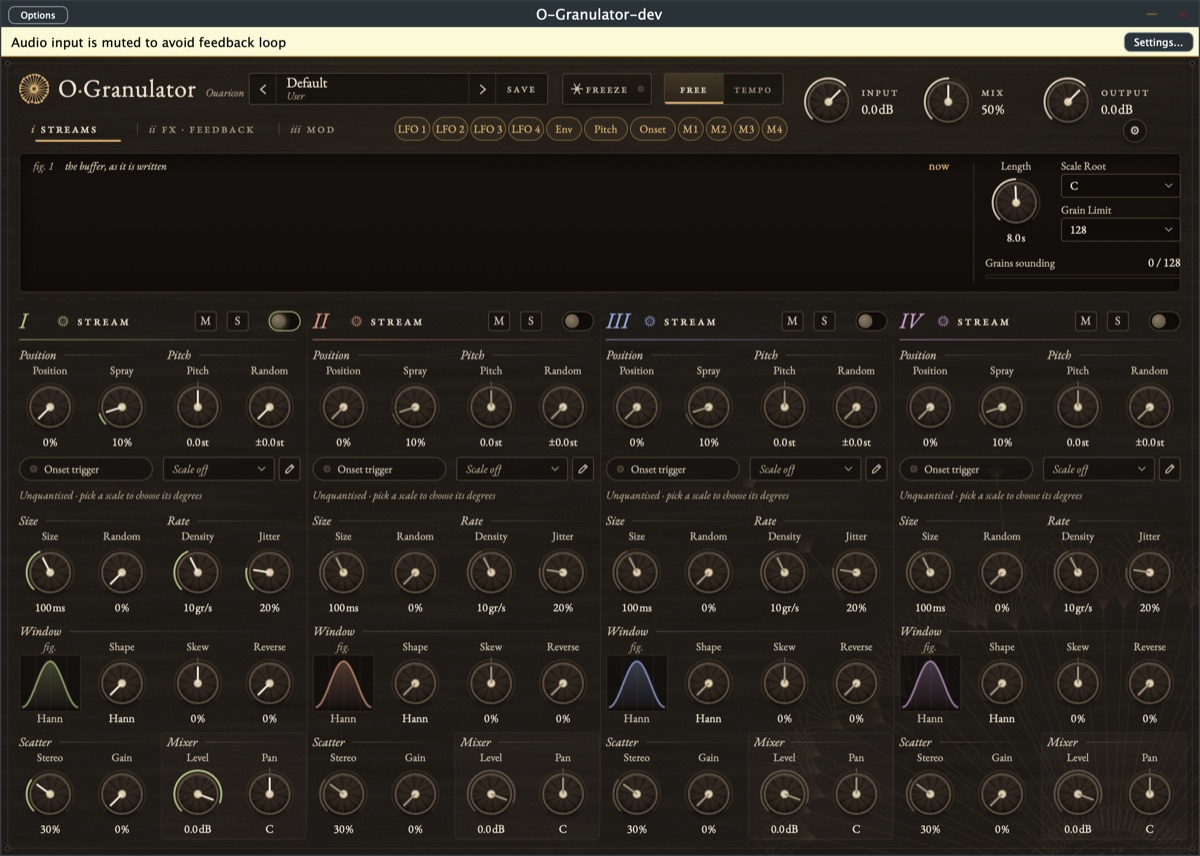 Options
O-Granulator-dev
Audio input is muted to avoid feedback loop
Settings...
O·Granulator Ouaricon
Default
User
SAVE
FREEZE
FREE TEMPO
INPUT
0.0dB
MIX
50%
OUTPUT
0.0dB
i STREAMS ii FX · FEEDBACK iii MOD
LFO 1 LFO 2 LFO 3 LFO 4 Env Pitch Onset M1 M2 M3 M4
fig. 1 the buffer, as it is written
now
Length
8.0s
Scale Root
C
Grain Limit
128
Grains sounding 0 / 128
I STREAM M S II STREAM M S III STREAM M S IV STREAM M S
Position Pitch Position Pitch Position Pitch Position Pitch
Position Spray Pitch Random Position Spray Pitch Random Position Spray Pitch Random Position Spray Pitch Random
0% 10% 0.0st ±0.0st 0% 10% 0.0st ±0.0st 0% 10% 0.0st ±0.0st 0% 10% 0.0st ±0.0st
Onset trigger Scale off Onset trigger Scale off Onset trigger Scale off Onset trigger Scale off
Unquantised · pick a scale to choose its degrees Unquantised · pick a scale to choose its degrees Unquantised · pick a scale to choose its degrees Unquantised · pick a scale to choose its degrees
Size Rate Size Rate Size Rate Size Rate
Size Random Density Jitter Size Random Density Jitter Size Random Density Jitter Size Random Density Jitter
100ms 0% 10gr/s 20% 100ms 0% 10gr/s 20% 100ms 0% 10gr/s 20% 100ms 0% 10gr/s 20%
Window Window Window Window
fig. Shape Skew Reverse fig. Shape Skew Reverse fig. Shape Skew Reverse fig. Shape Skew Reverse
Hann Hann 0% 0% Hann Hann 0% 0% Hann Hann 0% 0% Hann Hann 0% 0%
Scatter Mixer Scatter Mixer Scatter Mixer Scatter Mixer
Stereo Gain Level Pan Stereo Gain Level Pan Stereo Gain Level Pan Stereo Gain Level Pan
30% 0% 0.0dB C 30% 0% 0.0dB C 30% 0% 0.0dB C 30% 0% 0.0dB C